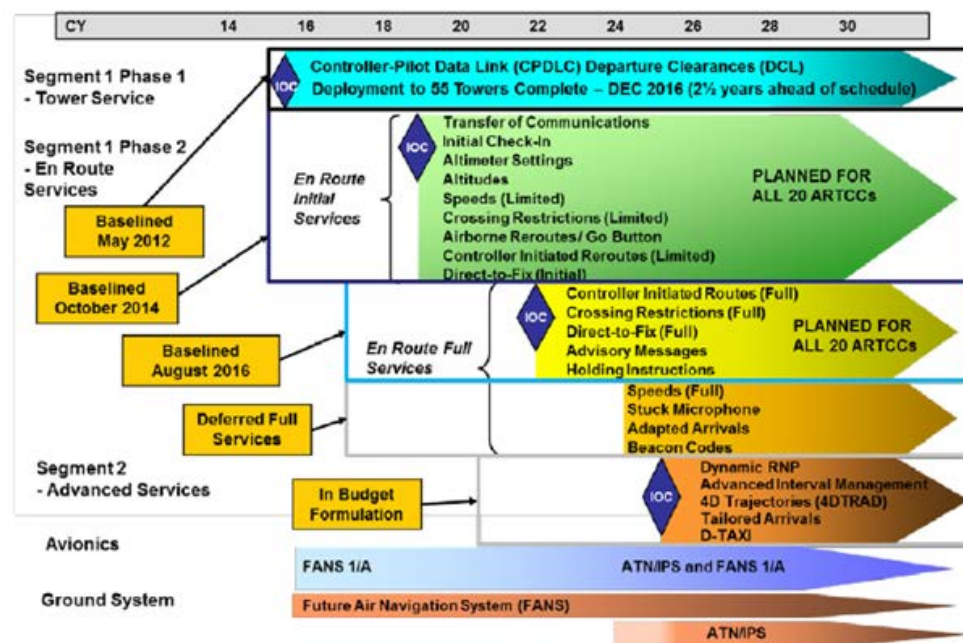 CY 14 16 18 20 22 24 26 28 30
Segment 1 Phase 1
- Tower Service
IOC
Controller-Pilot Data Link (CPDLC) Departure Clearances (DCL)
Deployment to 55 Towers Complete – DEC 2016 (2½ years ahead of schedule)
Segment 1 Phase 2
- En Route
Services
Baselined
May 2012
Baselined
October 2014
En Route
Initial
Services
IOC
Transfer of Communications
Initial Check-In
Altimeter Settings
Altitudes
Speeds (Limited)
Crossing Restrictions (Limited)
Airborne Reroutes/ Go Button
Controller Initiated Reroutes (Limited)
Direct-to-Fix (Initial)
PLANNED FOR
ALL 20 ARTCCs
Baselined
August 2016
En Route Full
Services
IOC
Controller Initiated Routes (Full)
Crossing Restrictions (Full)
Direct-to-Fix (Full)
Advisory Messages
Holding Instructions
PLANNED FOR
ALL 20 ARTCCs
Deferred Full
Services
Speeds (Full)
Stuck Microphone
Adapted Arrivals
Beacon Codes
Segment 2
- Advanced Services
In Budget
Formulation
IOC
Dynamic RNP
Advanced Interval Management
4D Trajectories (4DTRAD)
Tailored Arrivals
D-TAXI
Avionics
FANS 1/A
ATN/IPS and FANS 1/A
Ground System
Future Air Navigation System (FANS)
ATN/IPS